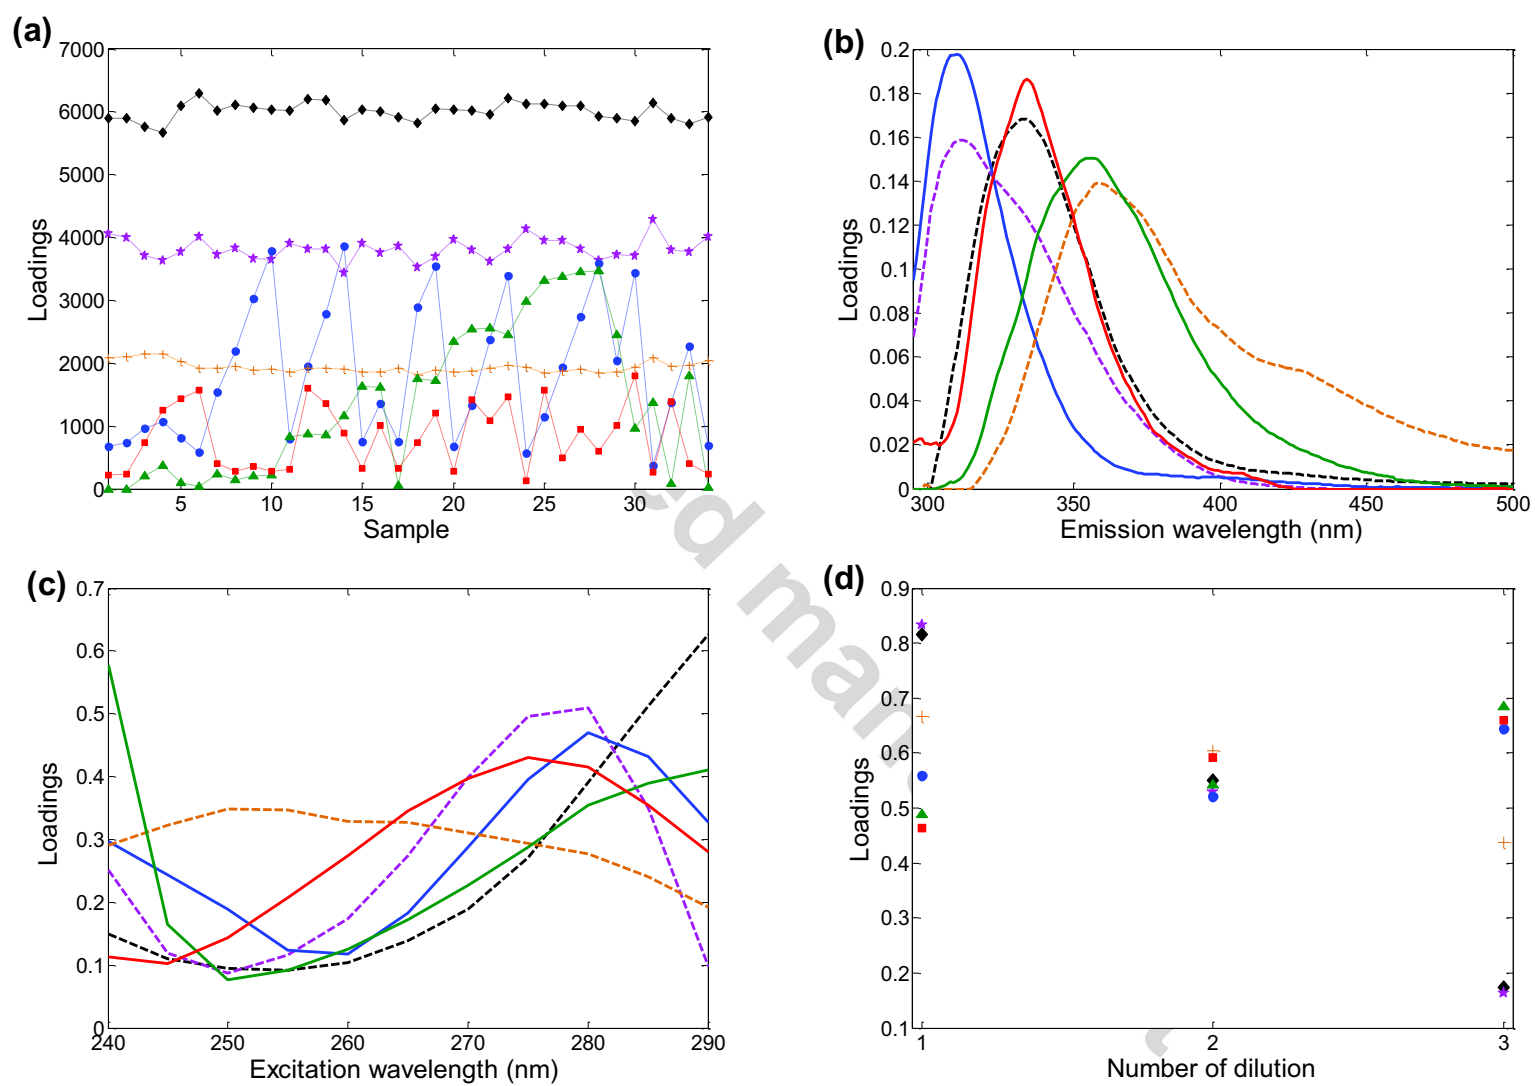 (a)
7000
6000
5000
4000
3000
2000
1000
0
5 10 15 20 25 30
Loadings
Sample
(b)
0.2
0.18
0.16
0.14
0.12
0.1
0.08
0.06
0.04
0.02
0
300 350 400 450 500
Loadings
Emission wavelength (nm)
(c)
0.7
0.6
0.5
0.4
0.3
0.2
0.1
0
240 250 260 270 280 290
Loadings
Excitation wavelength (nm)
(d)
0.9
0.8
0.7
0.6
0.5
0.4
0.3
0.2
0.1
1 2 3
Loadings
Number of dilution